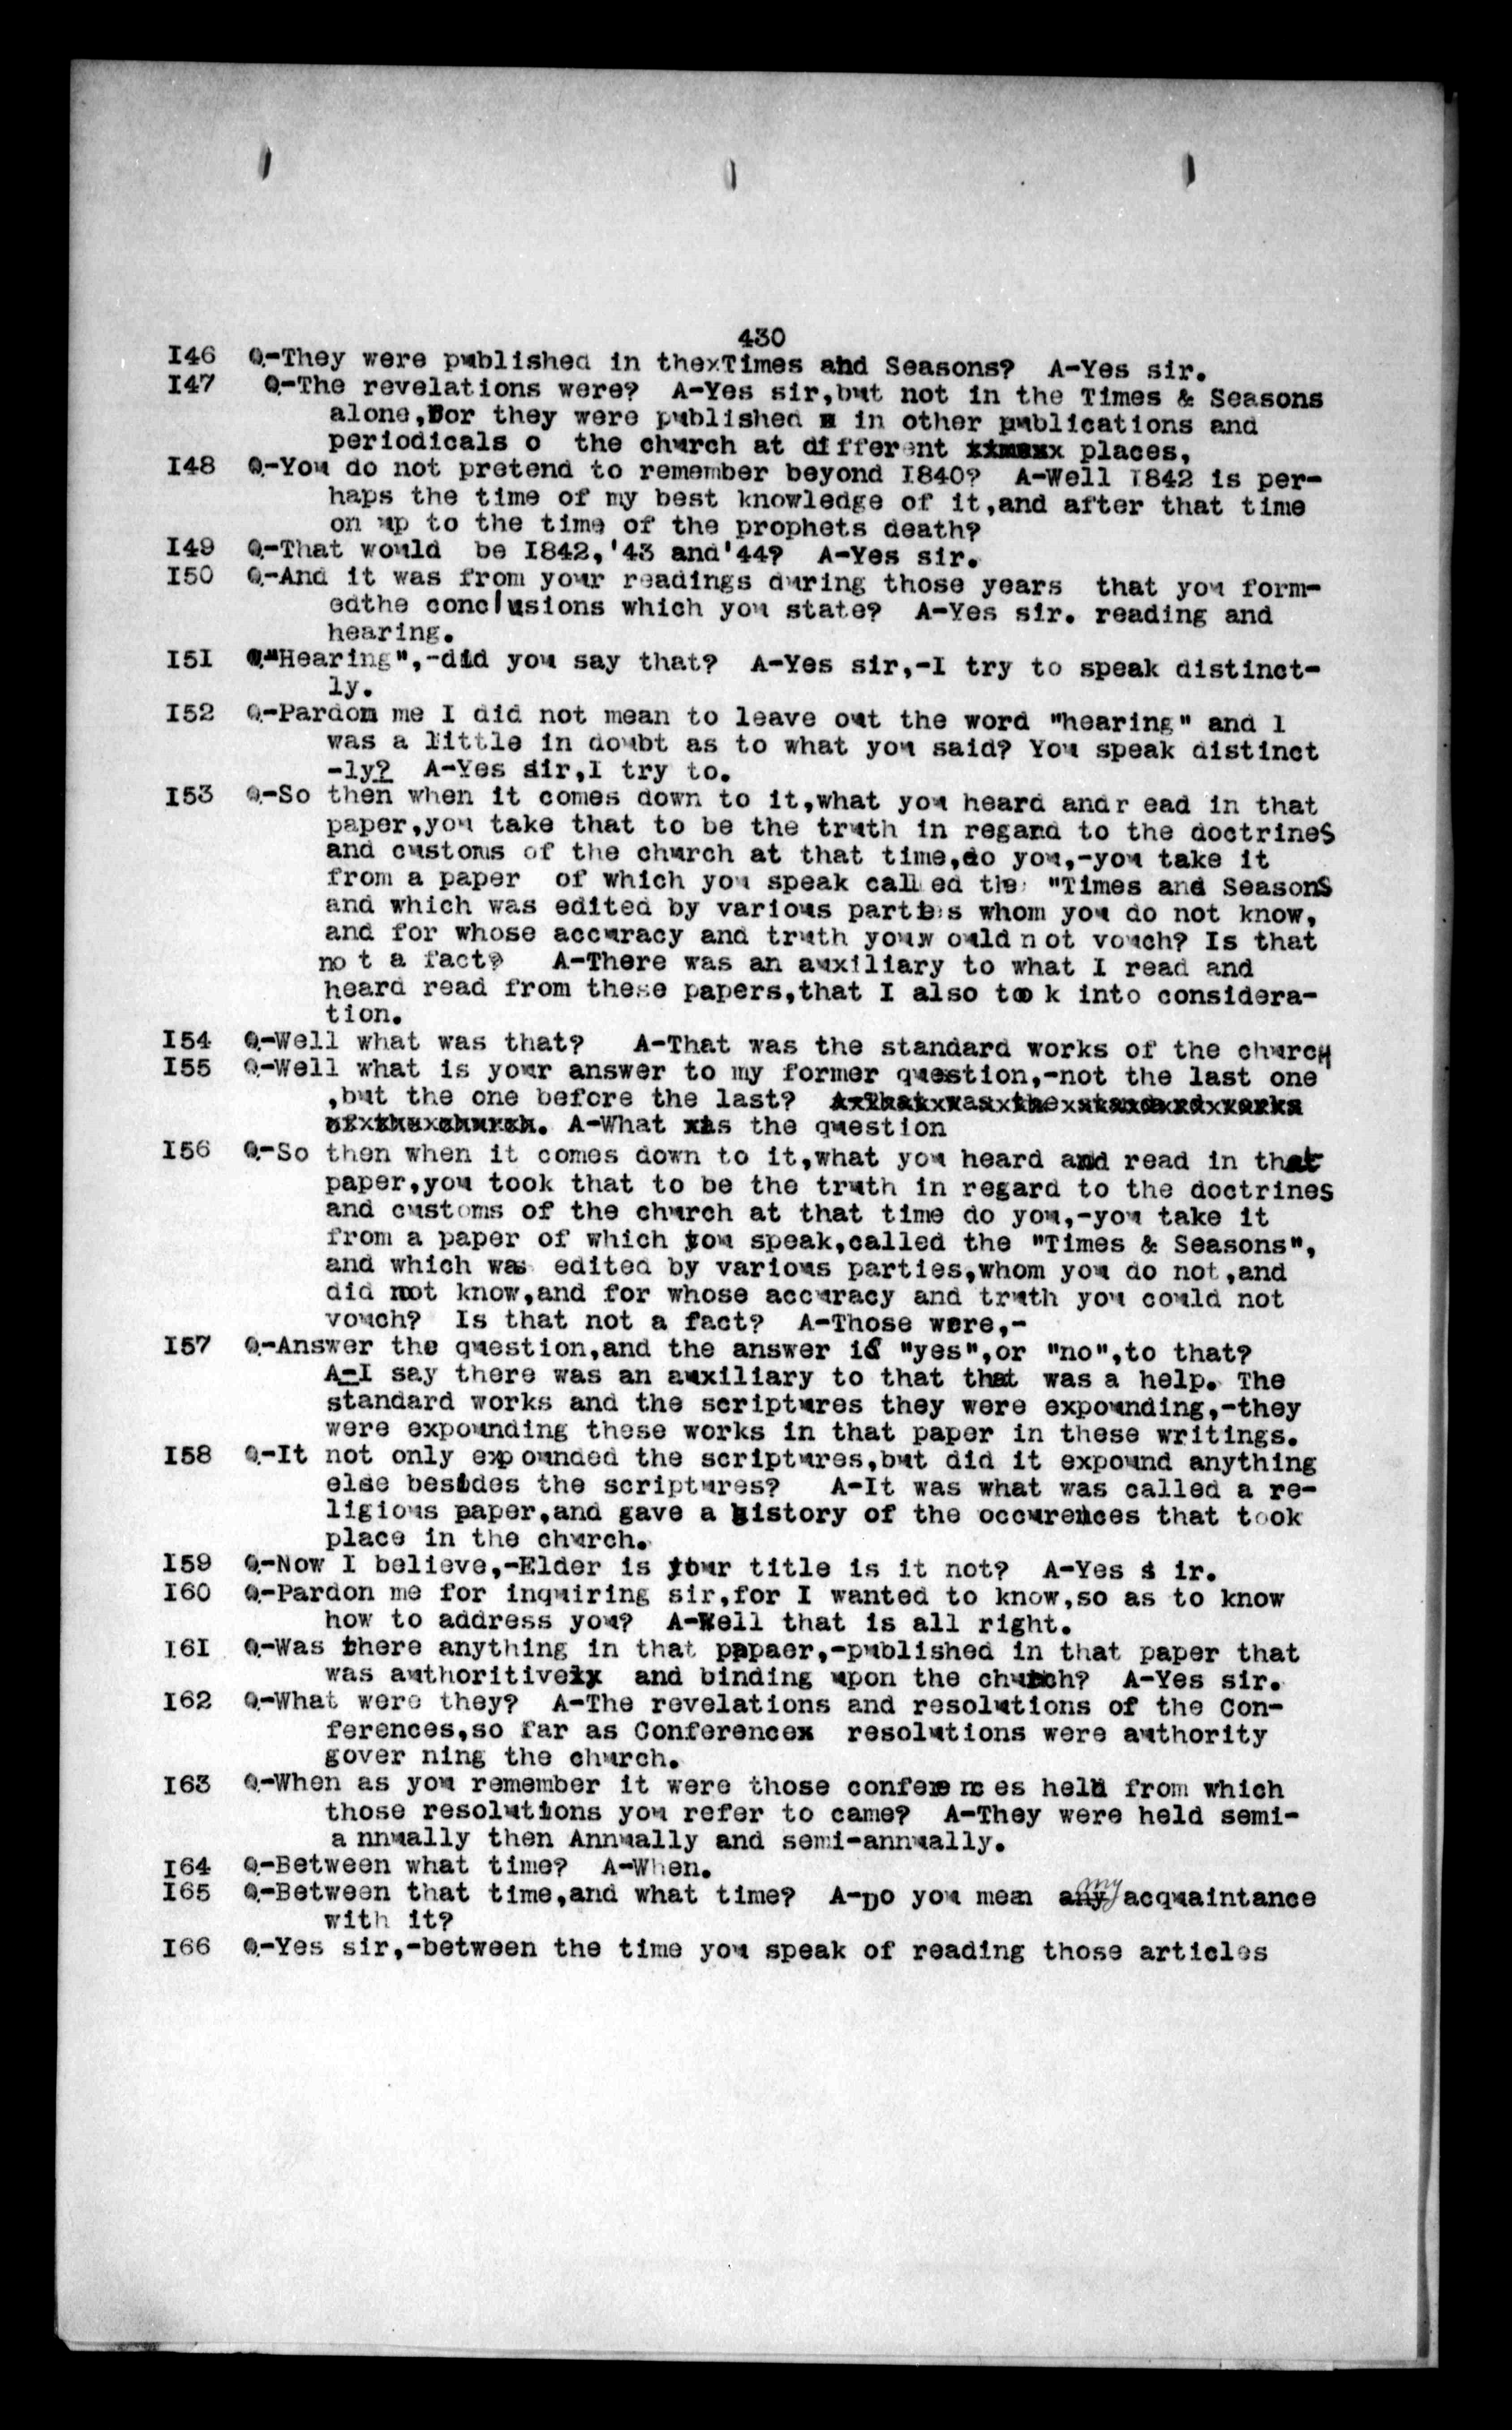 430
I46 Q-They were published in thexTimes and Seasons? A-Yes sir.
I47 Q-The revelations were? A-Yes sir,but not in the Times & Seasons
alone,For they were published in other publications and
periodicals o the church at different places,
I48 Q-You do not pretend to remember beyond I840? A-Well I842 is per-
haps the time of my best knowledge of it,and after that time
on up to the time of the prophets death?
I49 Q-That would be I842,'43 and'44? A-Yes sir.
I50 Q-And it was from your readings during those years that you form-
edthe conclusions which you state? A-Yes sir. reading and
hearing.
I5I Q-"Hearing",-did you say that? A-Yes sir,-I try to speak distinct-
ly.
I52 Q-Pardon me I did not mean to leave out the word "hearing" and l
was a little in doubt as to what you said? You speak distinct
-ly? A-Yes sir,I try to.
I53 Q-So then when it comes down to it,what you heard andr ead in that
paper,you take that to be the truth in regard to the doctrineS
and customs of the church at that time,do you,-you take it
from a paper of which you speak called the "Times and SeasonS
and which was edited by various parties whom you do not know,
and for whose accuracy and truth youw ould n ot vouch? Is that
no t a fact? A-There was an auxiliary to what I read and
heard read from these papers,that I also too k into considera-
tion.
I54 Q-Well what was that? A-That was the standard works of the churcH
I55 Q-Well what is your answer to my former question,-not the last one
,but the one before the last? A-That was the standard works
of the church. A-What was the question
I56 Q-So then when it comes down to it,what you heard and read in that
paper,you took that to be the truth in regard to the doctrines
and customs of the church at that time do you,-you take it
from a paper of which you speak,called the "Times & Seasons",
and which was edited by various parties,whom you do not,and
did not know,and for whose accuracy and truth you could not
vouch? Is that not a fact? A-Those were,-
I57 Q-Answer the question,and the answer is "yes",or "no",to that?
A-I say there was an auxiliary to that that was a help. The
standard works and the scriptures they were expounding,-they
were expounding these works in that paper in these writings.
I58 Q-It not only expounded the scriptures,but did it expound anything
else besides the scriptures? A-It was what was called a re-
ligious paper,and gave a history of the occurences that took
place in the church.
I59 Q-Now I believe,-Elder is your title is it not? A-Yes s ir.
I60 Q-Pardon me for inquiring sir,for I wanted to know,so as to know
how to address you? A-Well that is all right.
I6I Q-Was there anything in that papaer,-published in that paper that
was authoritivelx and binding upon the church? A-Yes sir.
I62 Q-What were they? A-The revelations and resolutions of the Con-
ferences,so far as Conferencex resolutions were authority
gover ning the church.
I63 Q-When as you remember it were those conferenc es held from which
those resolutions you refer to came? A-They were held semi-
a nnually then Annually and semi-annually.
I64 Q-Between what time? A-When.
I65 Q-Between that time,and what time? A-Do you mean any my acquaintance
with it?
I66 Q-Yes sir,-between the time you speak of reading those articles